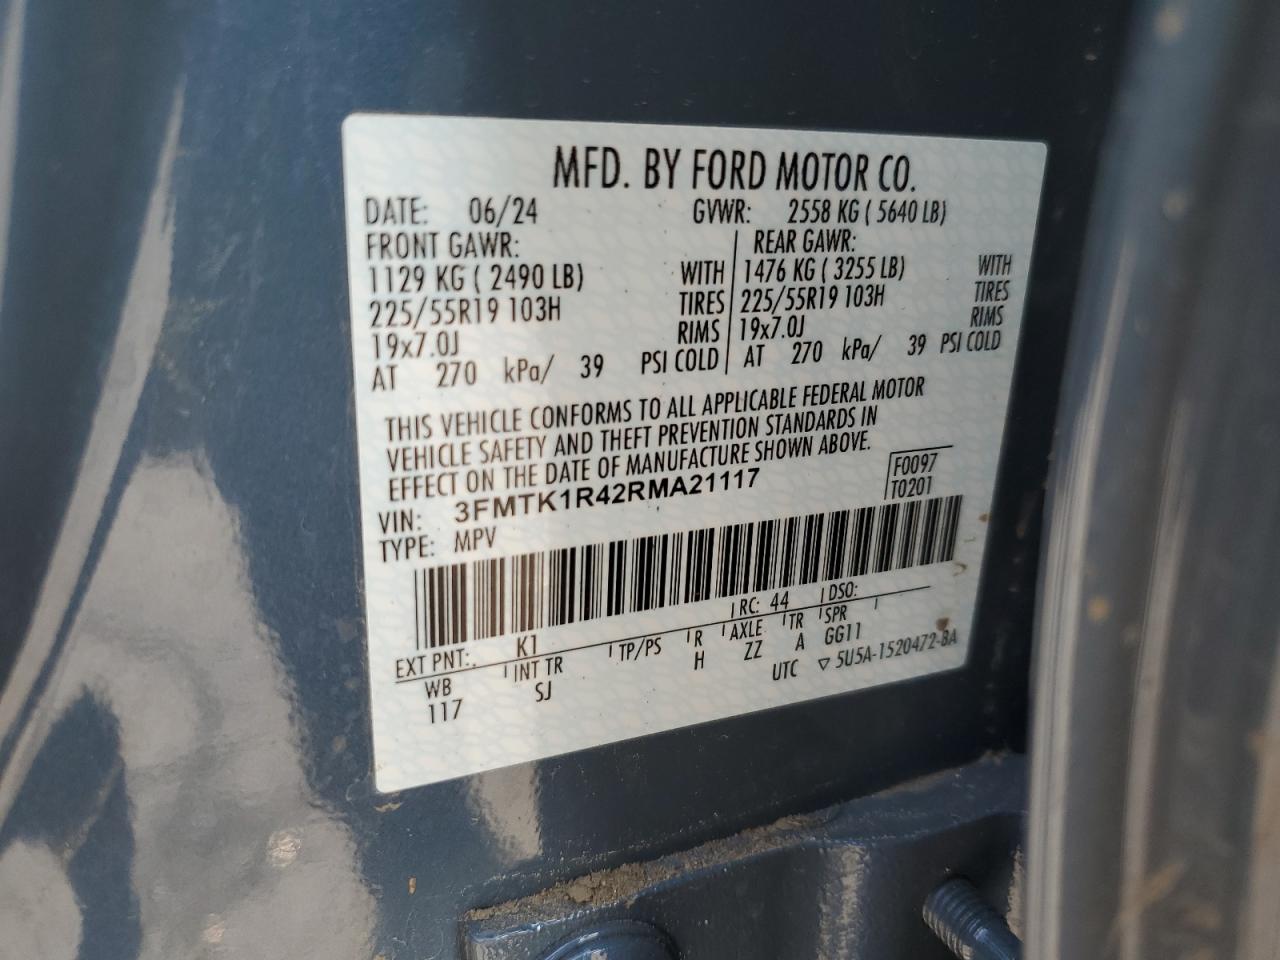 MFD. BY FORD MOTOR CO.
DATE: 06/24 GVWR: 2558 KG ( 5640 LB)
FRONT GAWR: REAR GAWR:
1129 KG ( 2490 LB) WITH 1476 KG ( 3255 LB) WITH
225/55R19 103H TIRES 225/55R19 103H TIRES
19x7.0J RIMS 19x7.0J RIMS
AT 270 kPa/ 39 PSI COLD AT 270 kPa/ 39 PSI COLD
THIS VEHICLE CONFORMS TO ALL APPLICABLE FEDERAL MOTOR
VEHICLE SAFETY AND THEFT PREVENTION STANDARDS IN
EFFECT ON THE DATE OF MANUFACTURE SHOWN ABOVE.
F0097
VIN: 3FMTK1R42RMA21117 T0201
TYPE: MPV
EXT PNT: K1 RC: 44 DSO:
WB INT TR TP/PS R AXLE TR SPR
117 SJ H ZZ A GG11
UTC ▽ 5U5A-1520472-BA